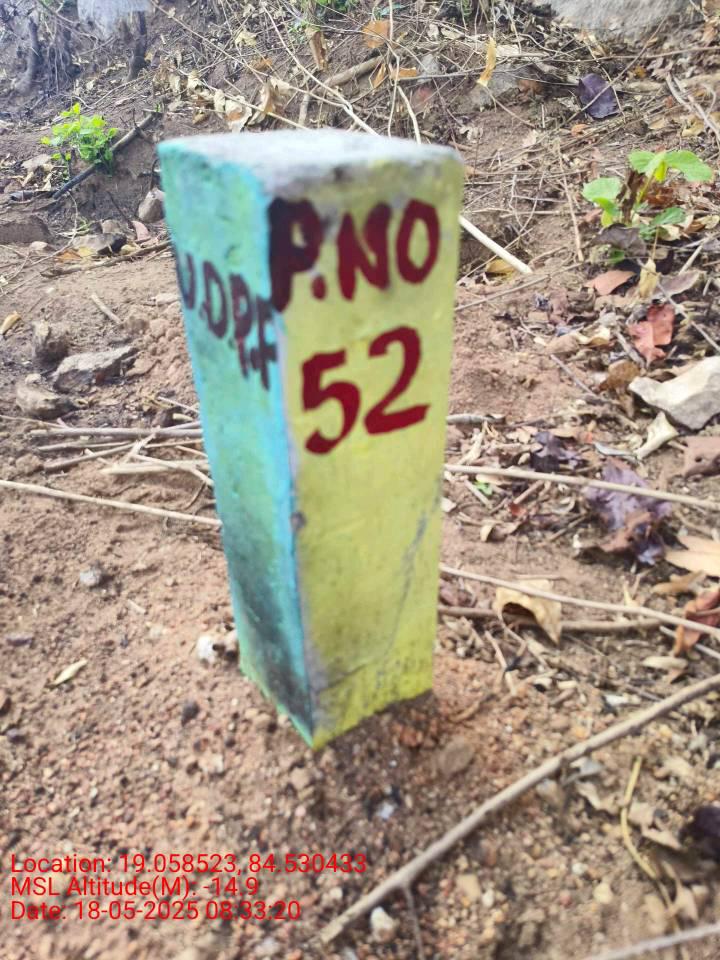 P.NO
52
U.D.P.F
Location: 19.058523, 84.530433
MSL Altitude(M): -14.9
Date: 18-05-2025 08:33:20